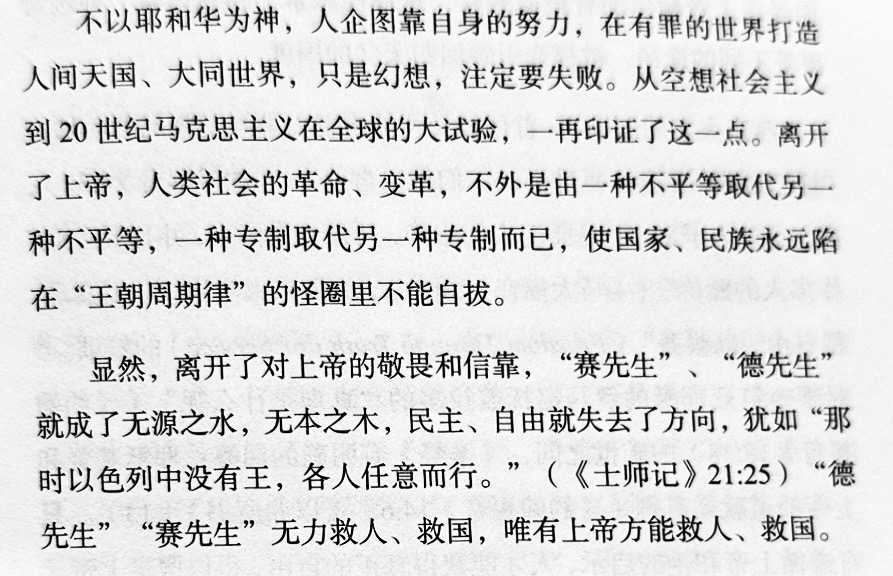 不以耶和华为神，人企图靠自身的努力，在有罪的世界打造
人间天国、大同世界，只是幻想，注定要失败。从空想社会主义
到 20 世纪马克思主义在全球的大试验，一再印证了这一点。离开
了上帝，人类社会的革命、变革，不外是由一种不平等取代另一
种不平等，一种专制取代另一种专制而已，使国家、民族永远陷
在“王朝周期律”的怪圈里不能自拔。
显然，离开了对上帝的敬畏和信靠，“赛先生”、“德先生”
就成了无源之水，无本之木，民主、自由就失去了方向，犹如“那
时以色列中没有王，各人任意而行。”（《士师记》21:25）“德
先生”“赛先生”无力救人、救国，唯有上帝方能救人、救国。